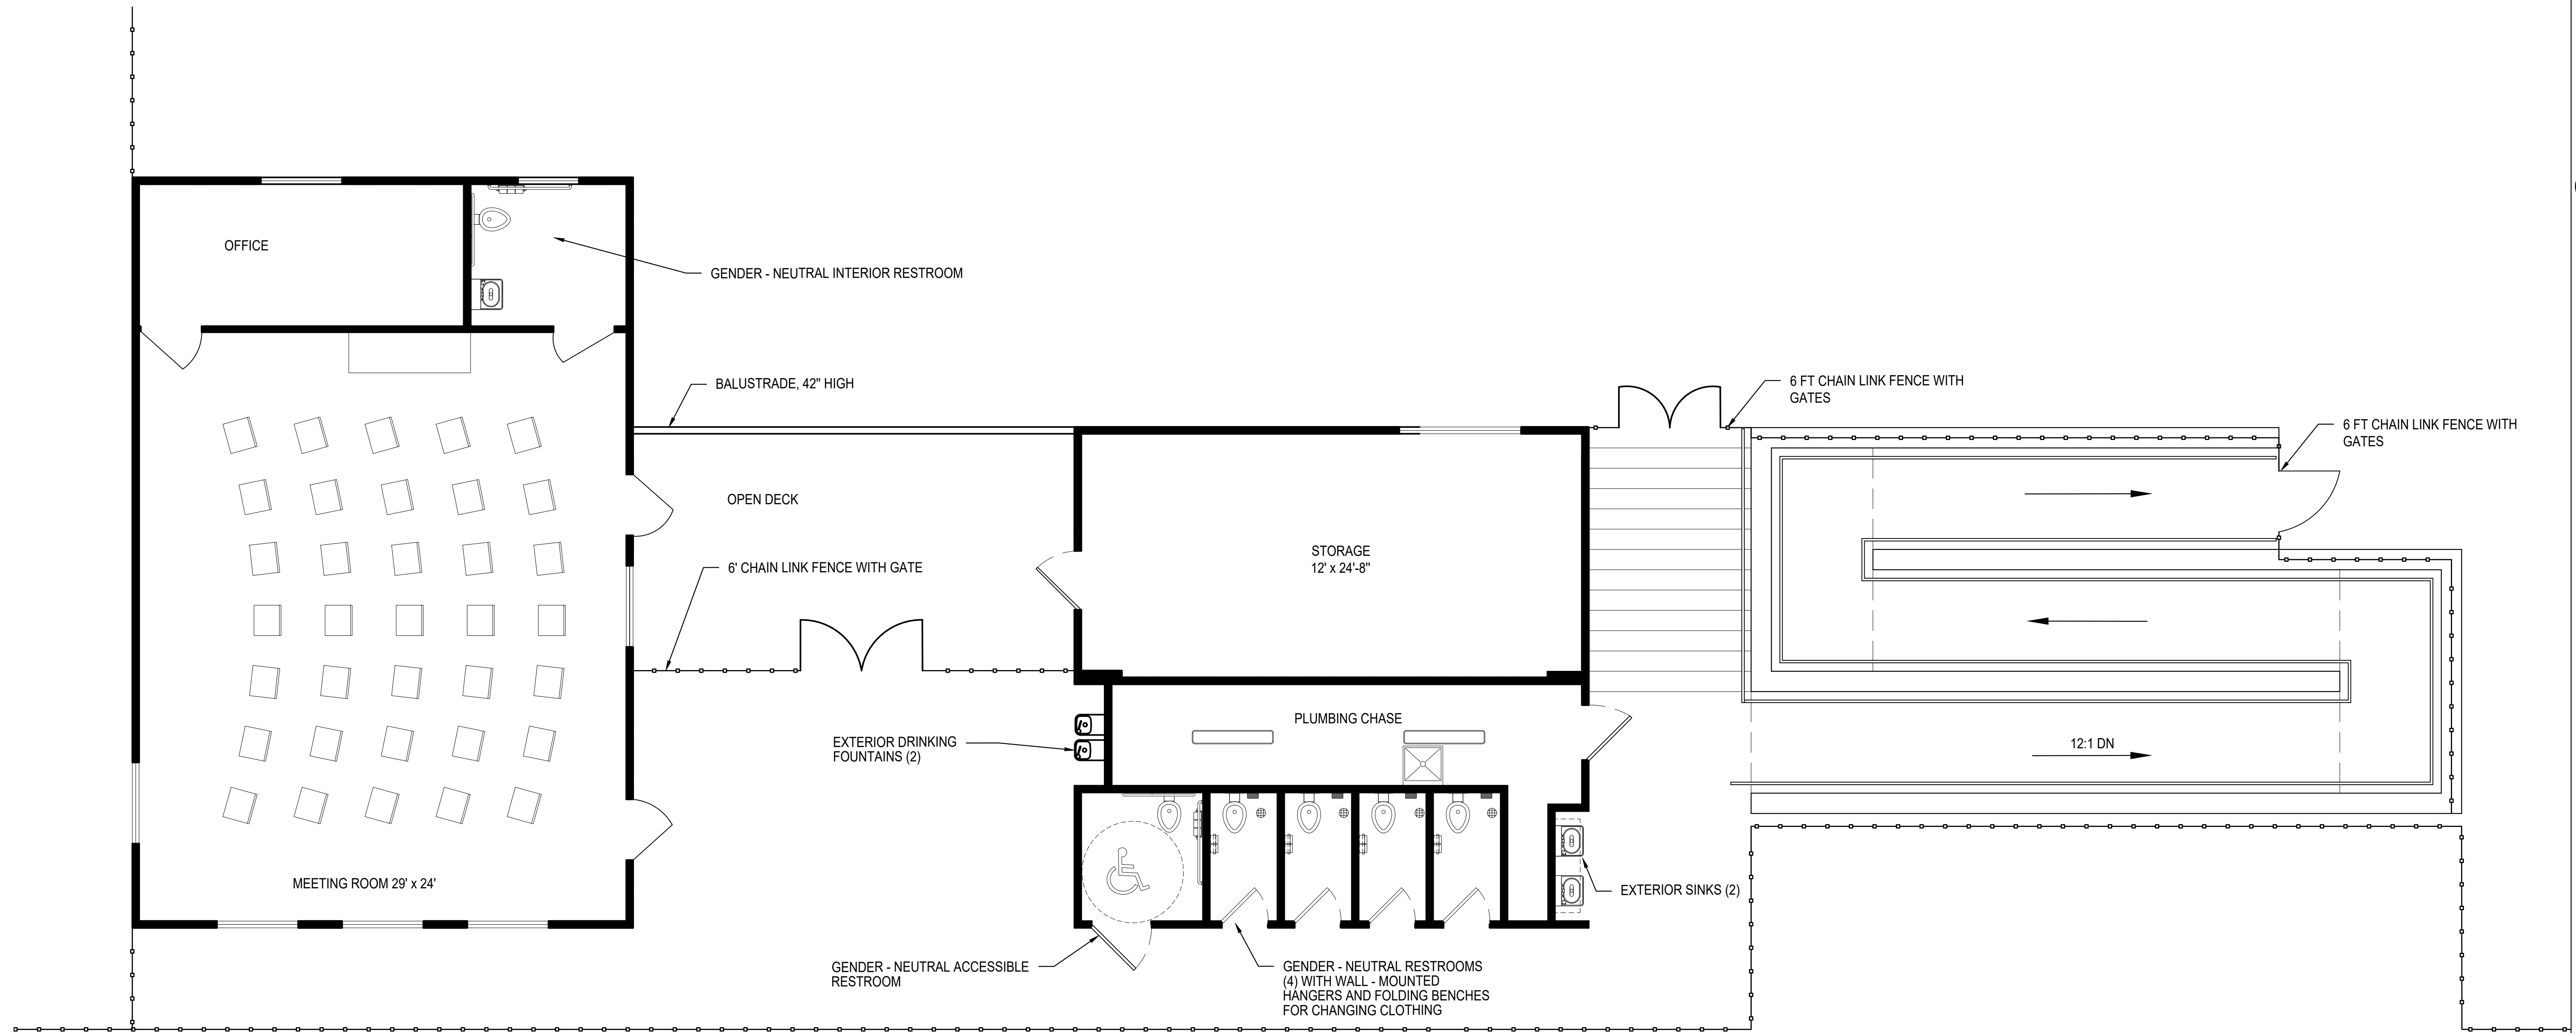 OFFICE
GENDER - NEUTRAL INTERIOR RESTROOM
BALUSTRADE, 42" HIGH
6 FT CHAIN LINK FENCE WITH
GATES
6 FT CHAIN LINK FENCE WITH
GATES
OPEN DECK
STORAGE
12' x 24'-8"
6' CHAIN LINK FENCE WITH GATE
PLUMBING CHASE
EXTERIOR DRINKING
FOUNTAINS (2)
12:1 DN
MEETING ROOM 29' x 24'
EXTERIOR SINKS (2)
GENDER - NEUTRAL ACCESSIBLE
RESTROOM
GENDER - NEUTRAL RESTROOMS
(4) WITH WALL - MOUNTED
HANGERS AND FOLDING BENCHES
FOR CHANGING CLOTHING